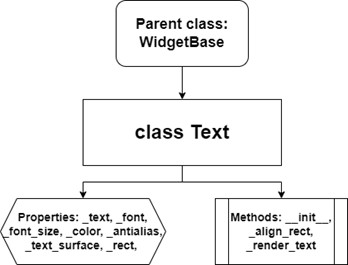 Parent class:
WidgetBase
class Text
Properties: _text, _font,
_font_size, _color, _antialias,
_text_surface, _rect,
Methods: __init__,
_align_rect,
_render_text